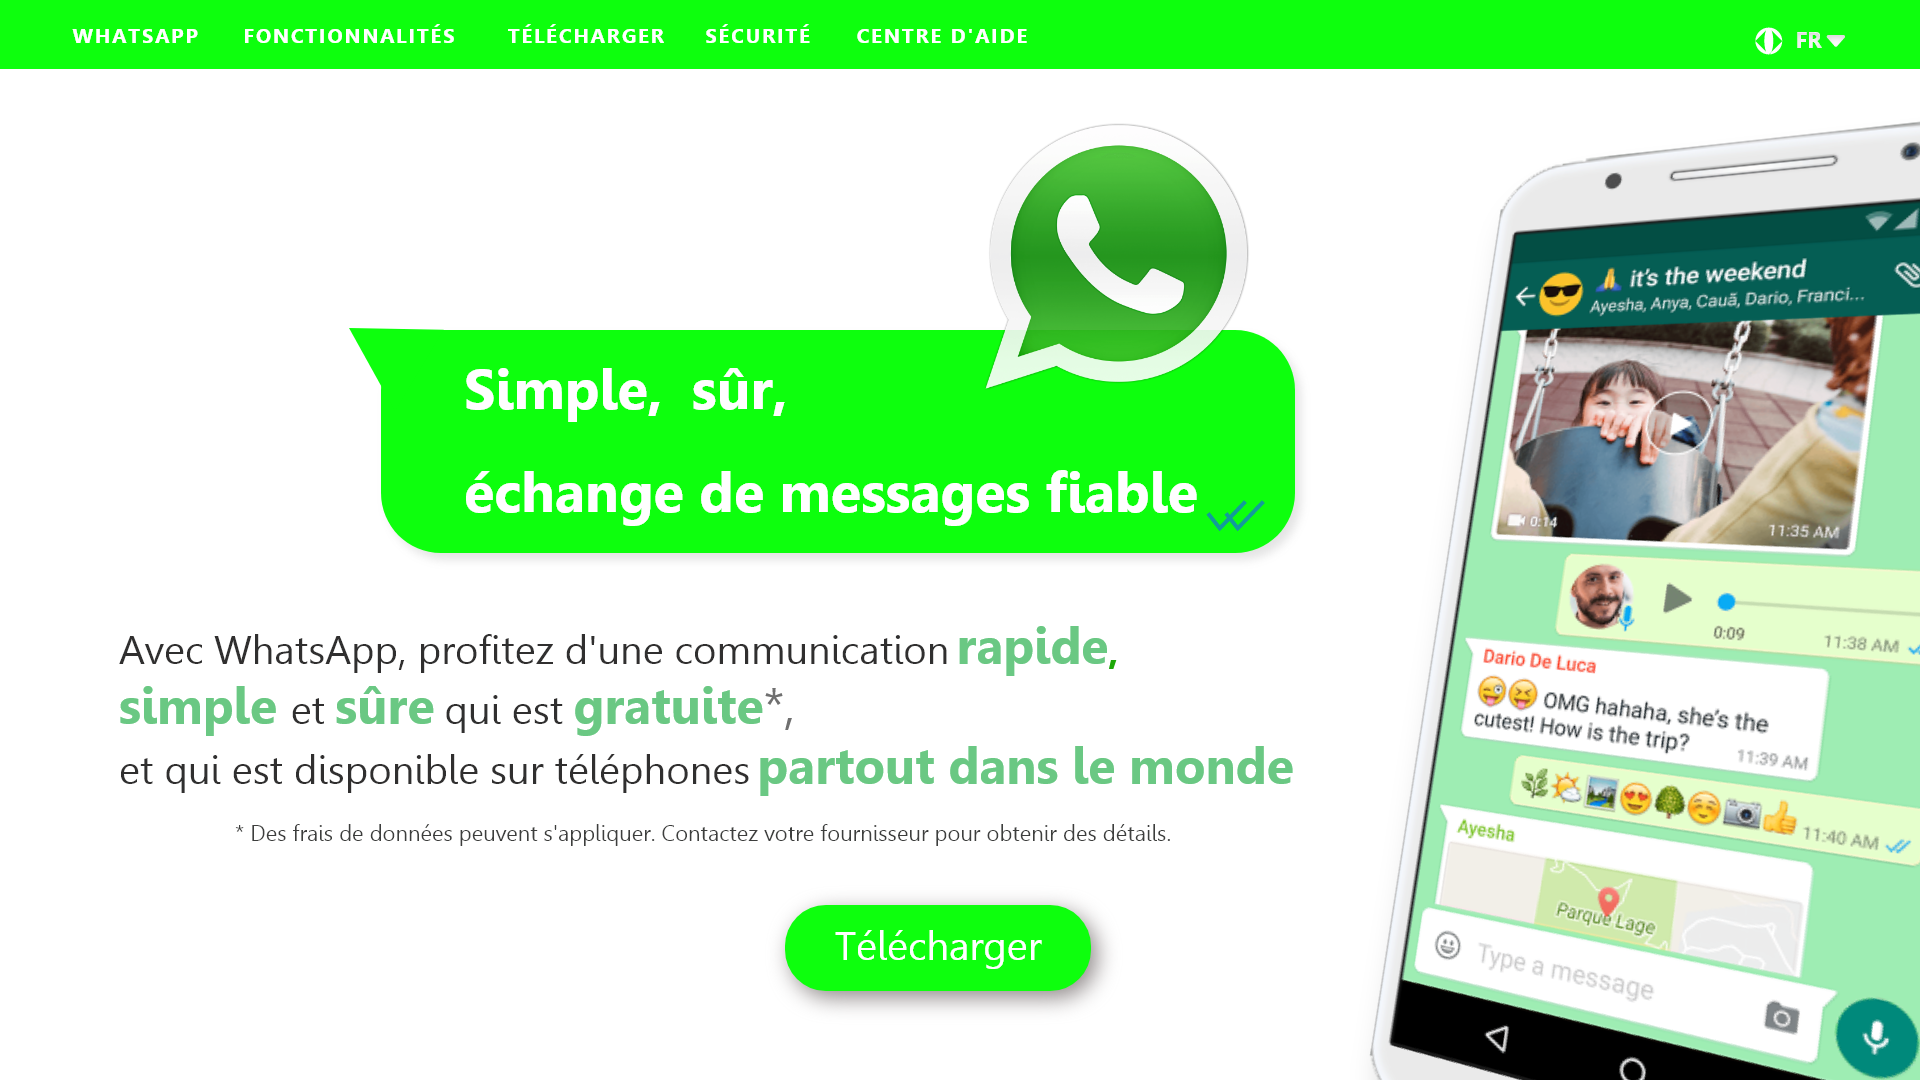 WHATSAPP FONCTIONNALITÉS TÉLÉCHARGER SÉCURITÉ CENTRE D'AIDE FR
Simple, sûr,
échange de messages fiable
Avec WhatsApp, profitez d'une communication rapide,
simple et sûre qui est gratuite*,
et qui est disponible sur téléphones partout dans le monde
* Des frais de données peuvent s'appliquer. Contactez votre fournisseur pour obtenir des détails.
Télécharger
it's the weekend
Ayesha, Anya, Cauã, Dario, Franci...
0:14 11:35 AM
0:09 11:38 AM
Dario De Luca
OMG hahaha, she's the
cutest! How is the trip?
11:39 AM
11:40 AM
Ayesha
Parque Lage
Type a message